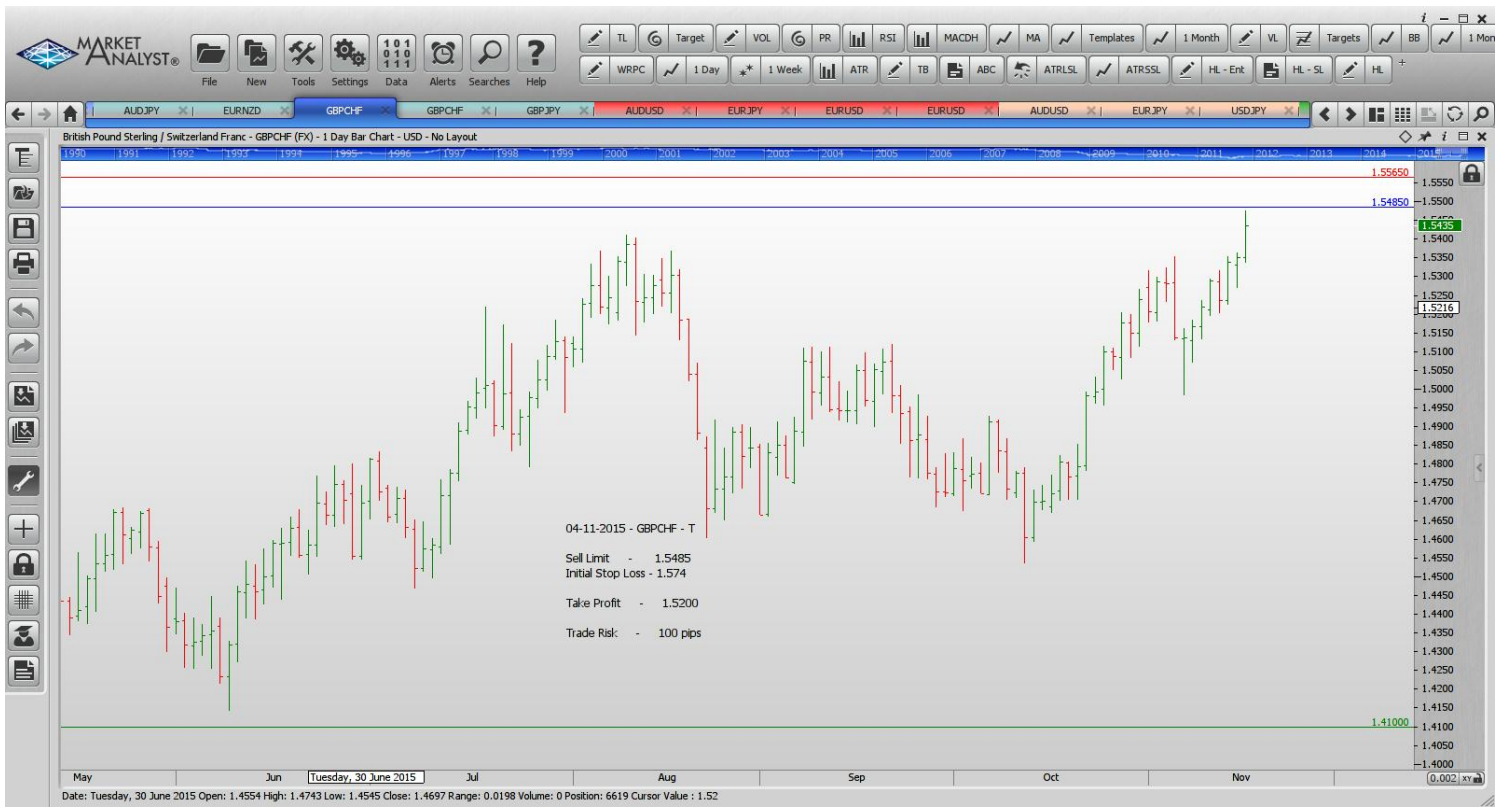 MARKET ANALYST®
File New Tools Settings Data Alerts Searches Help
TL Target VOL PR RSI MACDH MA Templates 1 Month VL Targets BB 1 Mon
WRPC 1 Day 1 Week ATR TB ABC ATRLSL ATRSSL HL - Ent HL - SL HL
AUDJPY EURNZD GBPCHF GBPCHF GBPJPY AUDUSD EURJPY EURUSD EURUSD AUDUSD EURJPY USDJPY
British Pound Sterling / Switzerland Franc - GBPCHF (FX) - 1 Day Bar Chart - USD - No Layout
1990 1991 1992 1993 1994 1995 1996 1997 1998 1999 2000 2001 2002 2003 2004 2005 2006 2007 2008 2009 2010 2011 2012 2013 2014
1.55650
1.5550
1.54850
1.5500
1.5435
1.5400
1.5350
1.5300
1.5250
1.5216
1.5150
1.5100
1.5050
1.5000
1.4950
1.4900
1.4850
1.4800
1.4750
1.4700
1.4650
1.4600
1.4550
1.4500
1.4450
1.4400
1.4350
1.4300
1.4250
1.4200
1.4150
1.41000
1.4100
1.4050
1.4000
04-11-2015 - GBPCHF - T
Sell Limit - 1.5485
Initial Stop Loss - 1.574
Take Profit - 1.5200
Trade Risk - 100 pips
May Jun Tuesday, 30 June 2015 Jul Aug Sep Oct Nov 0.002 XY
Date: Tuesday, 30 June 2015 Open: 1.4554 High: 1.4743 Low: 1.4545 Close: 1.4697 Range: 0.0198 Volume: 0 Position: 6619 Cursor Value : 1.52